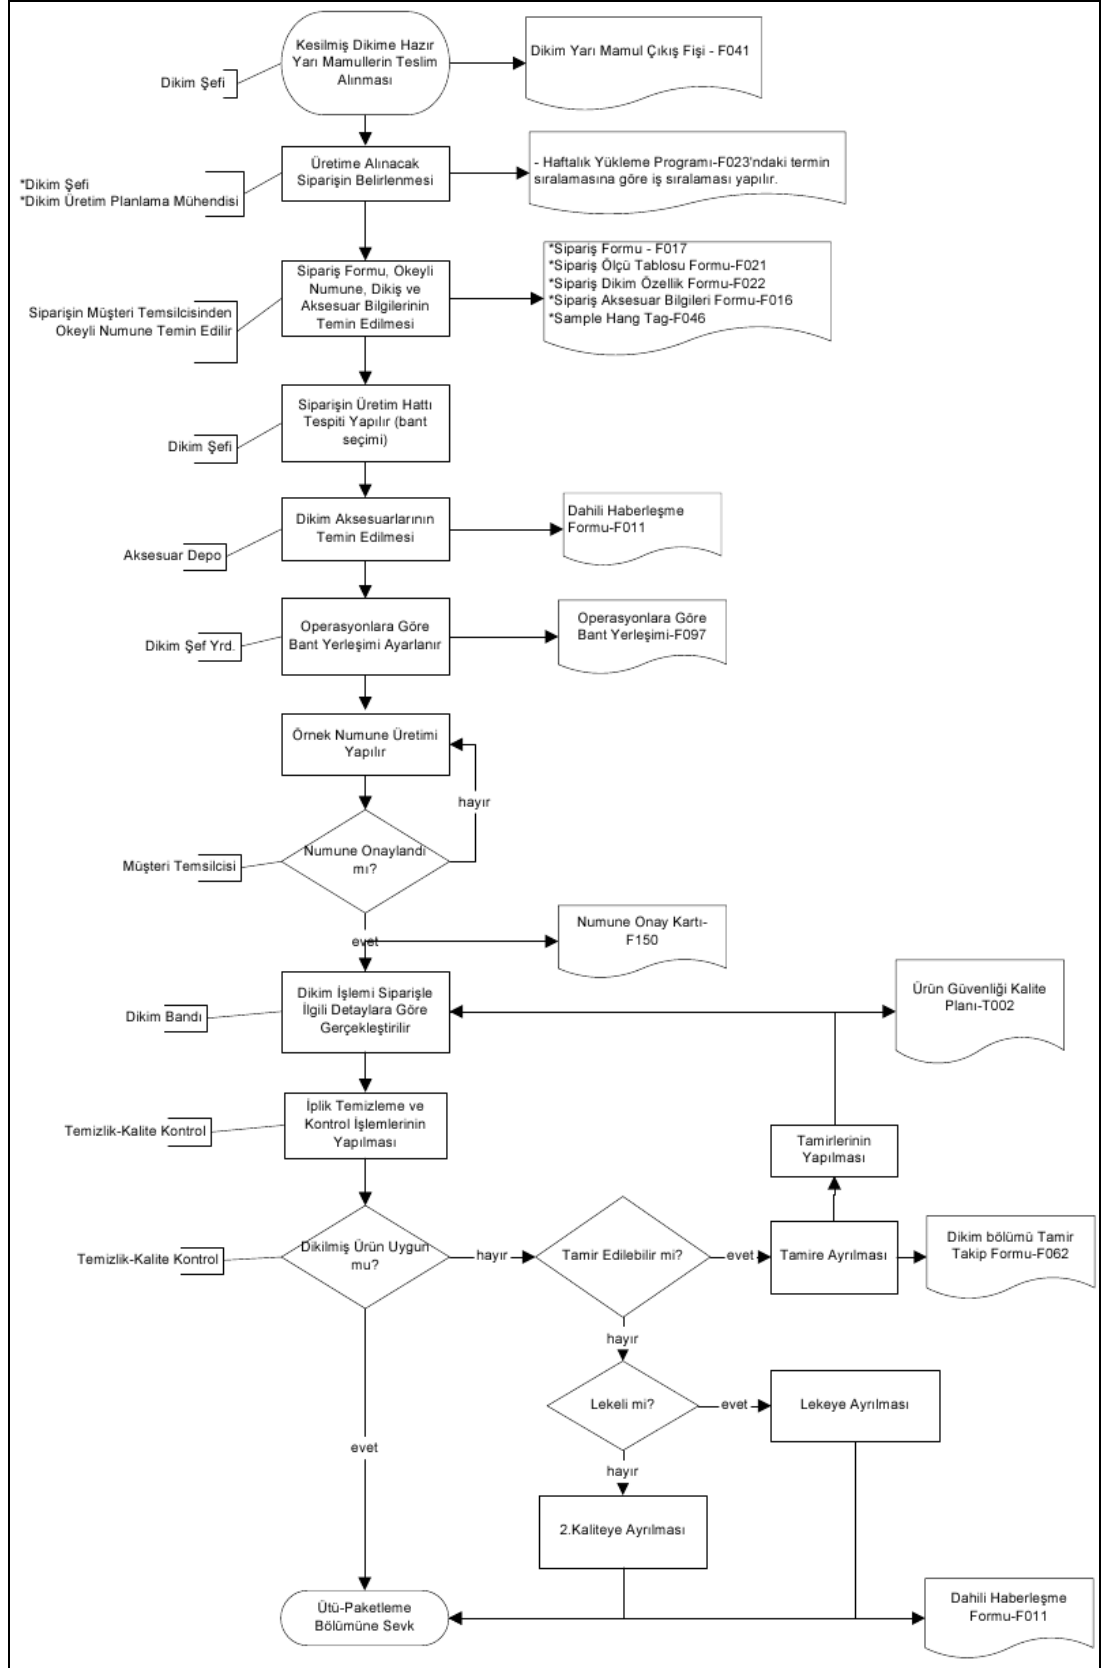 Kesilmiş Dikime Hazır
Yarı Mamullerin Teslim
Alınması
Dikim Yarı Mamul Çıkış Fişi - F041
Dikim Şefi
Üretime Alınacak
Siparişin Belirlenmesi
- Haftalık Yükleme Programı-F023'ndaki termin
sıralamasına göre iş sıralaması yapılır.
*Dikim Şefi
*Dikim Üretim Planlama Mühendisi
Sipariş Formu, Okeyli
Numune, Dikiş ve
Aksesuar Bilgilerinin
Temin Edilmesi
*Sipariş Formu - F017
*Sipariş Ölçü Tablosu Formu-F021
*Sipariş Dikim Özellik Formu-F022
*Sipariş Aksesuar Bilgileri Formu-F016
*Sample Hang Tag-F046
Siparişin Müşteri Temsilcisinden
Okeyli Numune Temin Edilir
Siparişin Üretim Hattı
Tespiti Yapılır (bant
seçimi)
Dikim Şefi
Dikim Aksesuarlarının
Temin Edilmesi
Dahili Haberleşme
Formu-F011
Aksesuar Depo
Operasyonlara Göre
Bant Yerleşimi Ayarlanır
Operasyonlara Göre
Bant Yerleşimi-F097
Dikim Şef Yrd.
Örnek Numune Üretimi
Yapılır
hayır
Numune Onaylandı
mı?
Müşteri Temsilcisi
evet
Numune Onay Kartı-
F150
Dikim İşlemi Siparişle
İlgili Detaylara Göre
Gerçekleştirilir
Dikim Bandı
Ürün Güvenliği Kalite
Planı-T002
İplik Temizleme ve
Kontrol İşlemlerinin
Yapılması
Temizlik-Kalite Kontrol
Tamirlerinin
Yapılması
Dikilmiş Ürün Uygun
mu?
Temizlik-Kalite Kontrol
hayır
Tamir Edilebilir mi?
evet
Tamire Ayrılması
Dikim bölümü Tamir
Takip Formu-F062
hayır
Lekeli mi?
evet
Lekeye Ayrılması
evet
hayır
2.Kaliteye Ayrılması
Ütü-Paketleme
Bölümüne Sevk
Dahili Haberleşme
Formu-F011